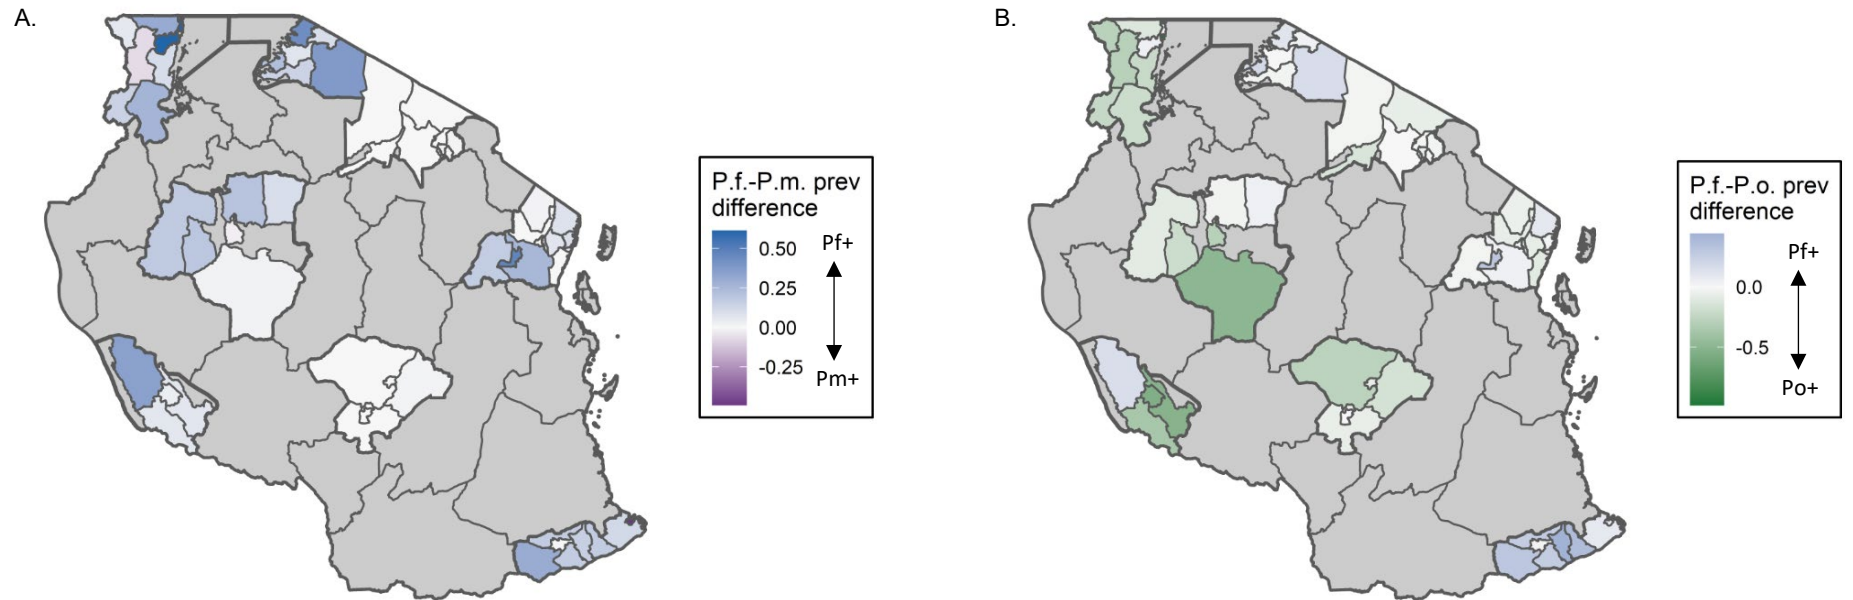 A.
B.
P.f.-P.m. prev
difference
0.50
0.25
0.00
-0.25
Pf+
Pm+
P.f.-P.o. prev
difference
0.0
-0.5
Pf+
Po+